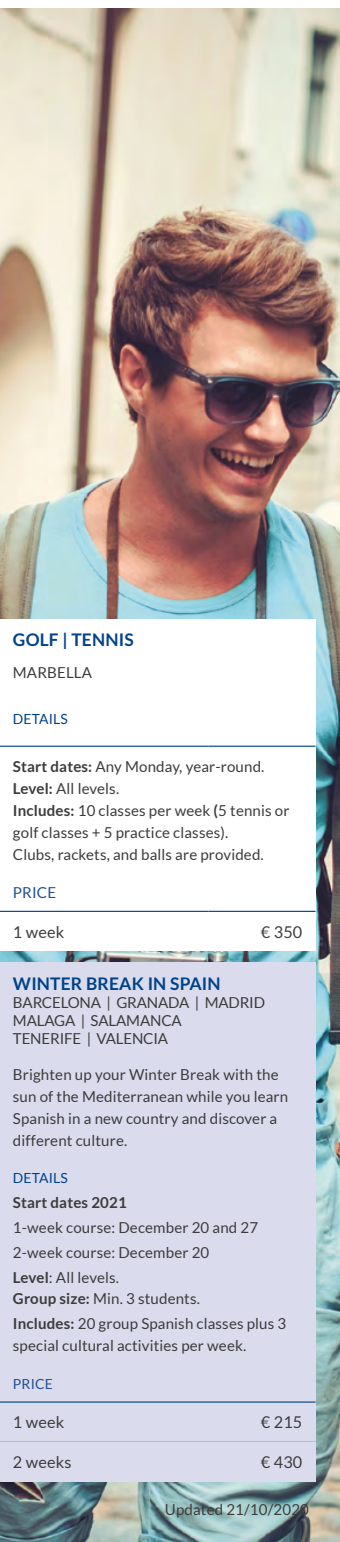 GOLF | TENNIS
MARBELLA
DETAILS
Start dates: Any Monday, year-round.
Level: All levels.
Includes: 10 classes per week (5 tennis or
golf classes + 5 practice classes).
Clubs, rackets, and balls are provided.
PRICE
1 week € 350
WINTER BREAK IN SPAIN
BARCELONA | GRANADA | MADRID
MALAGA | SALAMANCA
TENERIFE | VALENCIA
Brighten up your Winter Break with the
sun of the Mediterranean while you learn
Spanish in a new country and discover a
different culture.
DETAILS
Start dates 2021
1-week course: December 20 and 27
2-week course: December 20
Level: All levels.
Group size: Min. 3 students.
Includes: 20 group Spanish classes plus 3
special cultural activities per week.
PRICE
1 week € 215
2 weeks € 430
Updated 21/10/2020